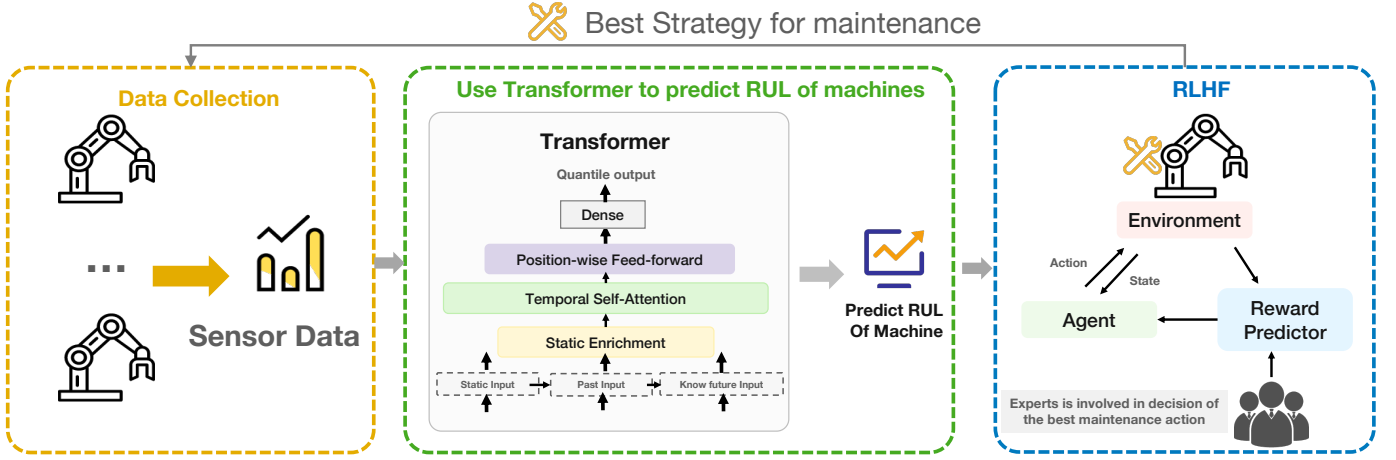 Best Strategy for maintenance
Data Collection
...
Sensor Data
Use Transformer to predict RUL of machines
Transformer
Quantile output
Dense
Position-wise Feed-forward
Temporal Self-Attention
Static Enrichment
Static Input
Past Input
Know future Input
Predict RUL
Of Machine
RLHF
Environment
Action
State
Agent
Reward
Predictor
Experts is involved in decision of
the best maintenance action